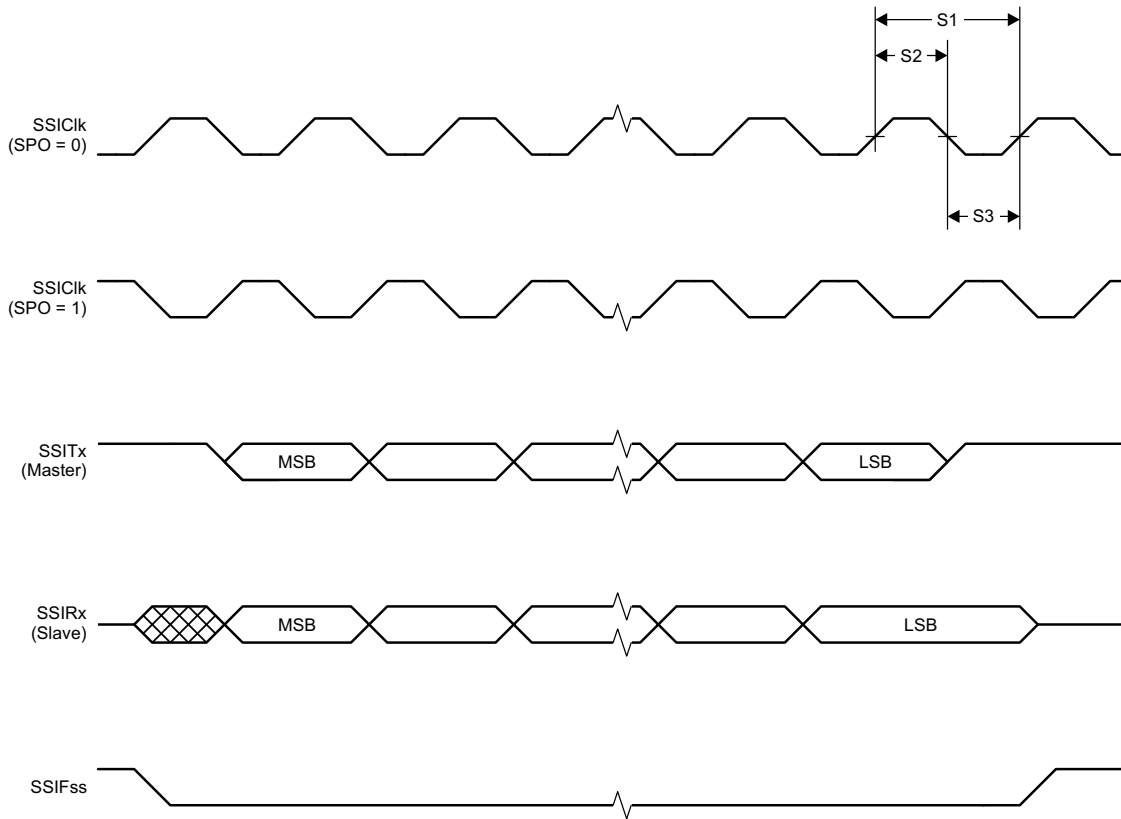 S1
S2
SSIClk
(SPO = 0)
S3
SSIClk
(SPO = 1)
SSITx
(Master)
MSB
LSB
SSIRx
(Slave)
MSB
LSB
SSIFss